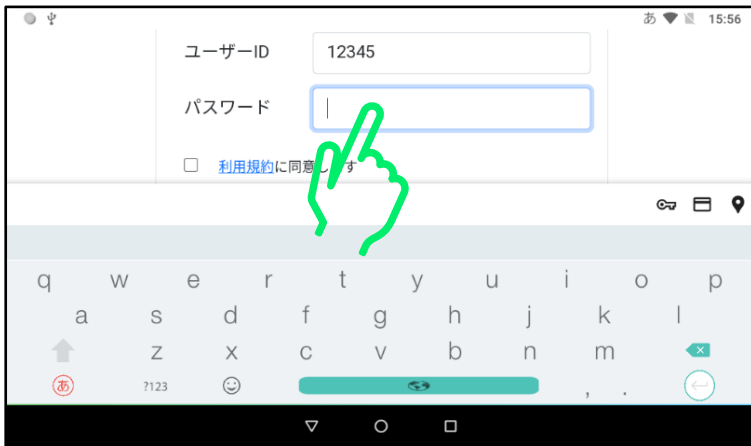 あ 15:56
ユーザーID 12345
パスワード
利用規約に同意します
q w e r t y u i o p
a s d f g h j k l
z x c v b n m
あ ?123 , .